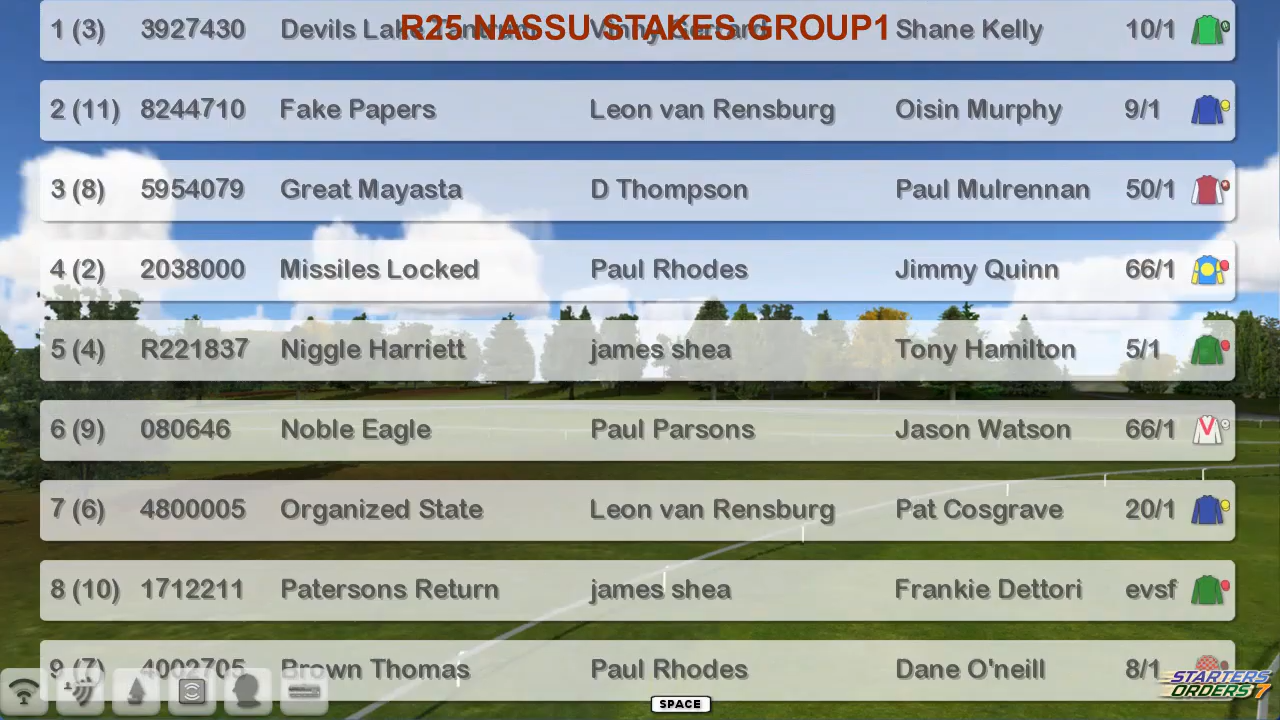 R25 NASSU STAKES GROUP1
1 (3) 3927430 Devils Lake Tantrum Vinny Gerrard Shane Kelly 10/1
2 (11) 8244710 Fake Papers Leon van Rensburg Oisin Murphy 9/1
3 (8) 5954079 Great Mayasta D Thompson Paul Mulrennan 50/1
4 (2) 2038000 Missiles Locked Paul Rhodes Jimmy Quinn 66/1
5 (4) R221837 Niggle Harriett james shea Tony Hamilton 5/1
6 (9) 080646 Noble Eagle Paul Parsons Jason Watson 66/1
7 (6) 4800005 Organized State Leon van Rensburg Pat Cosgrave 20/1
8 (10) 1712211 Patersons Return james shea Frankie Dettori evsf
9 (7) 4002705 Brown Thomas Paul Rhodes Dane O'neill 8/1
STARTERS
ORDERS 7
SPACE